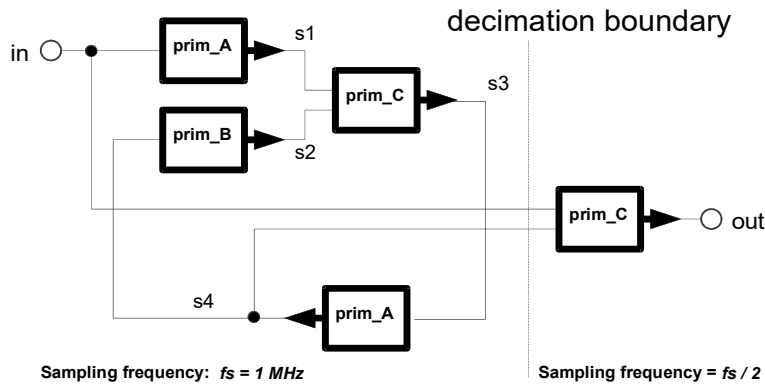 decimation boundary
in
prim_A
s1
prim_C
s3
prim_B
s2
prim_C
out
s4
prim_A
Sampling frequency: fs = 1 MHz
Sampling frequency = fs / 2